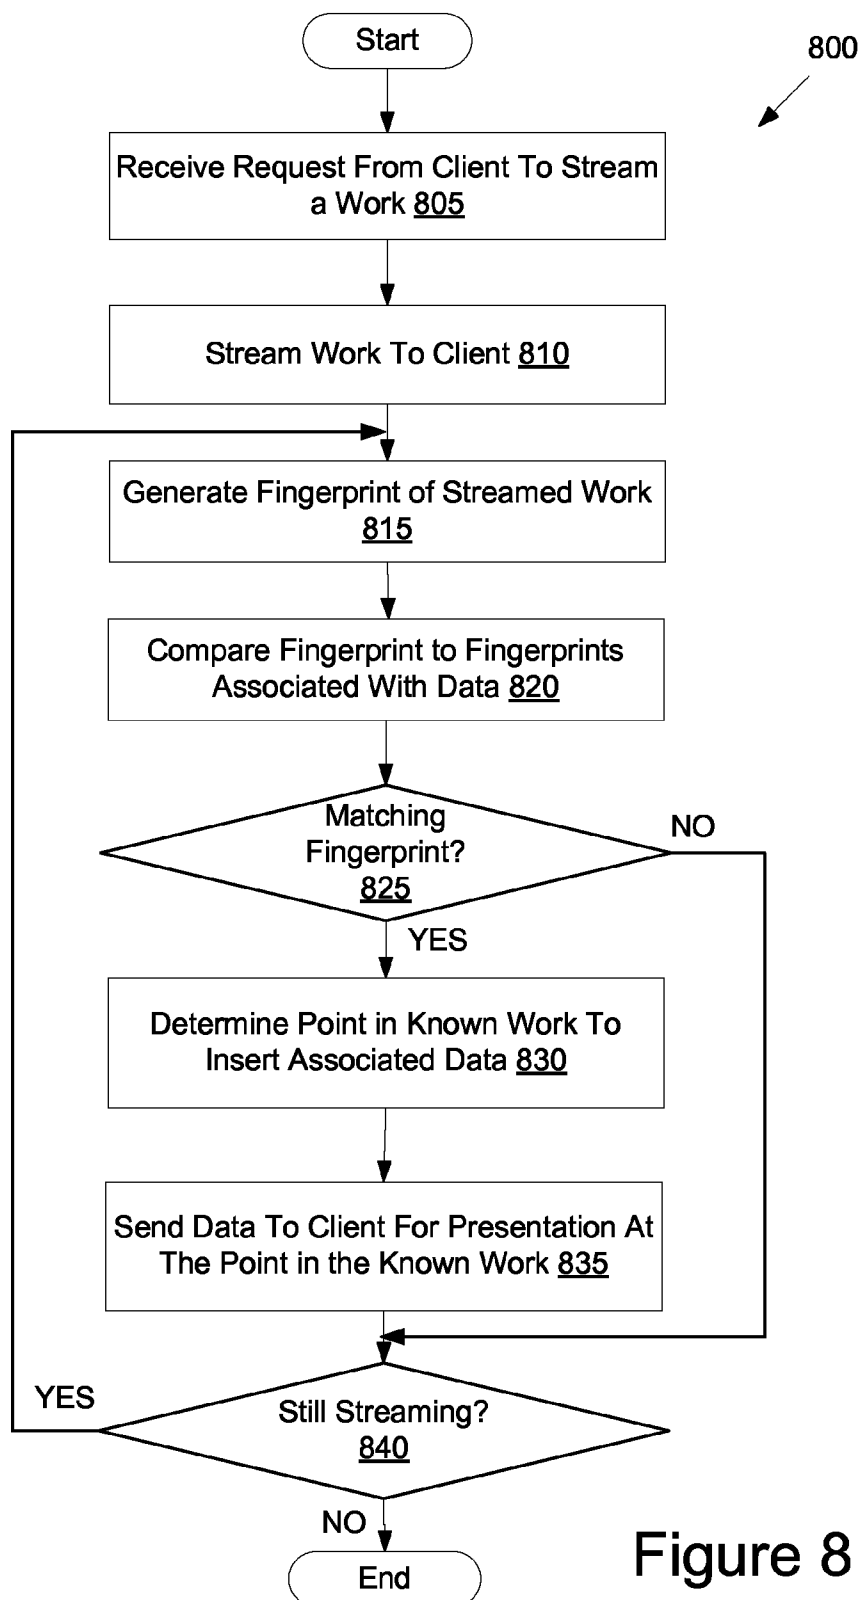 Start
800
Receive Request From Client To Stream
a Work 805
Stream Work To Client 810
Generate Fingerprint of Streamed Work
815
Compare Fingerprint to Fingerprints
Associated With Data 820
Matching
Fingerprint?
825
NO
YES
Determine Point in Known Work To
Insert Associated Data 830
Send Data To Client For Presentation At
The Point in the Known Work 835
YES
Still Streaming?
840
NO
End
Figure 8